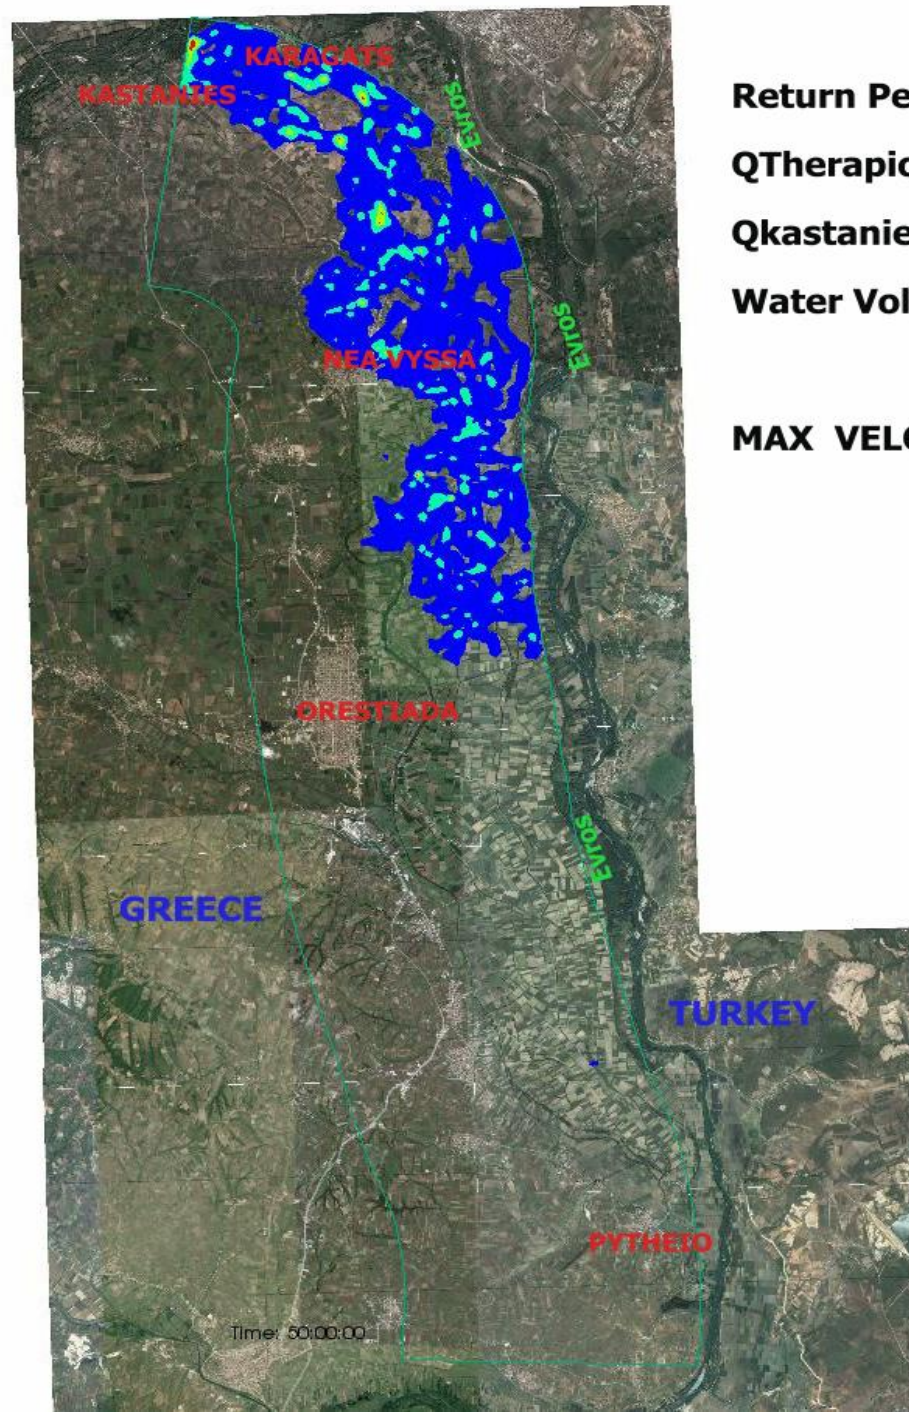 KARAGATS
KASTANIES
Evros
Return Pe
QTherapio
Qkastanie
Water Vol
Evros
NEA VYSSA
MAX VELO
ORESTIADA
Evros
GREECE
TURKEY
PYTHEIO
Time: 50:00:00